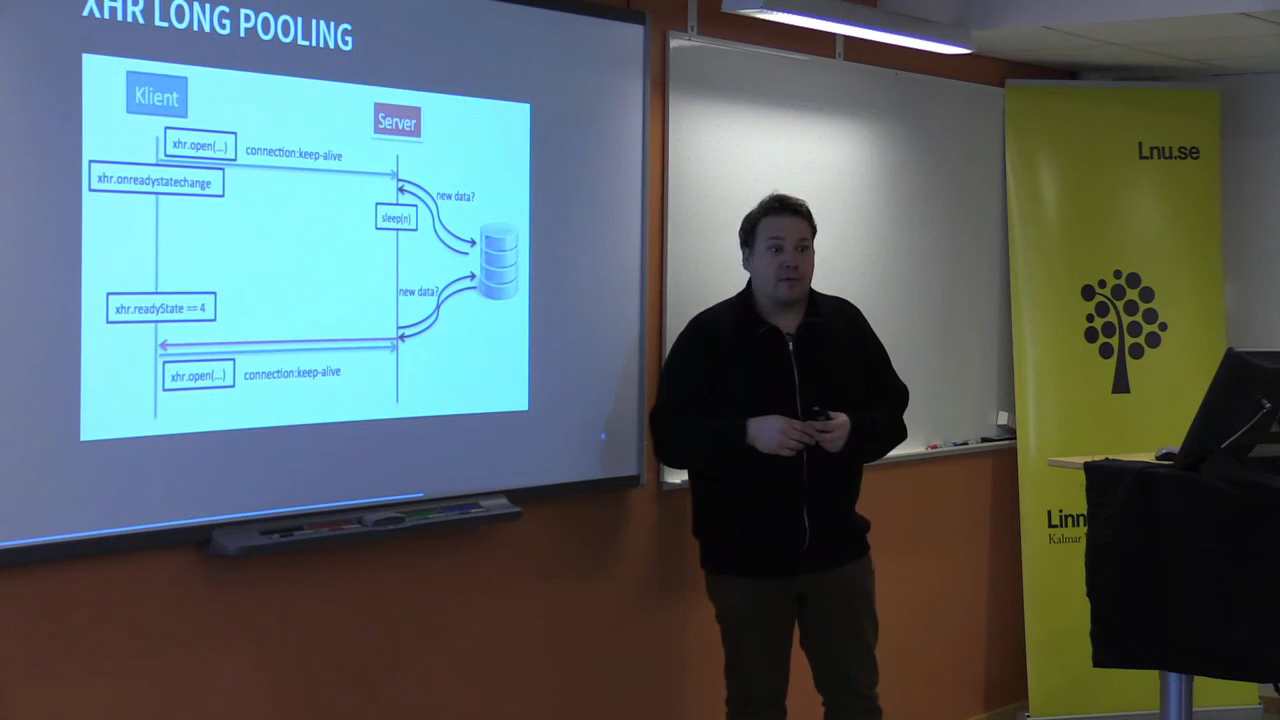 XHR LONG POOLING
Klient
Server
xhr.open(...)
connection:keep-alive
xhr.onreadystatechange
new data?
sleep(n)
new data?
xhr.readyState == 4
xhr.open(...)
connection:keep-alive
Lnu.se
Kalmar